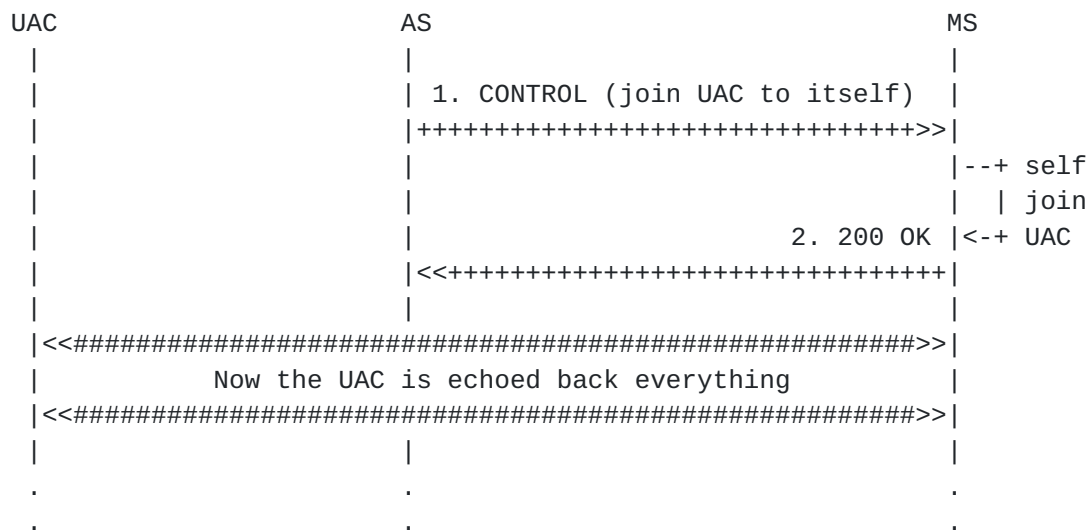 UAC                       AS                                  MS
 |                        |                                   |
 |                        | 1. CONTROL (join UAC to itself)   |
 |                        |++++++++++++++++++++++++++++++++>>|
 |                        |                                   |--+ self
 |                        |                                   |  | join
 |                        |                        2. 200 OK |<-+ UAC
 |                        |<<++++++++++++++++++++++++++++++++|
 |                        |                                   |
 |<<######################################################>>|
 |           Now the UAC is echoed back everything            |
 |<<######################################################>>|
 |                        |                                   |
 .                        .                                   .
 .                        .                                   .